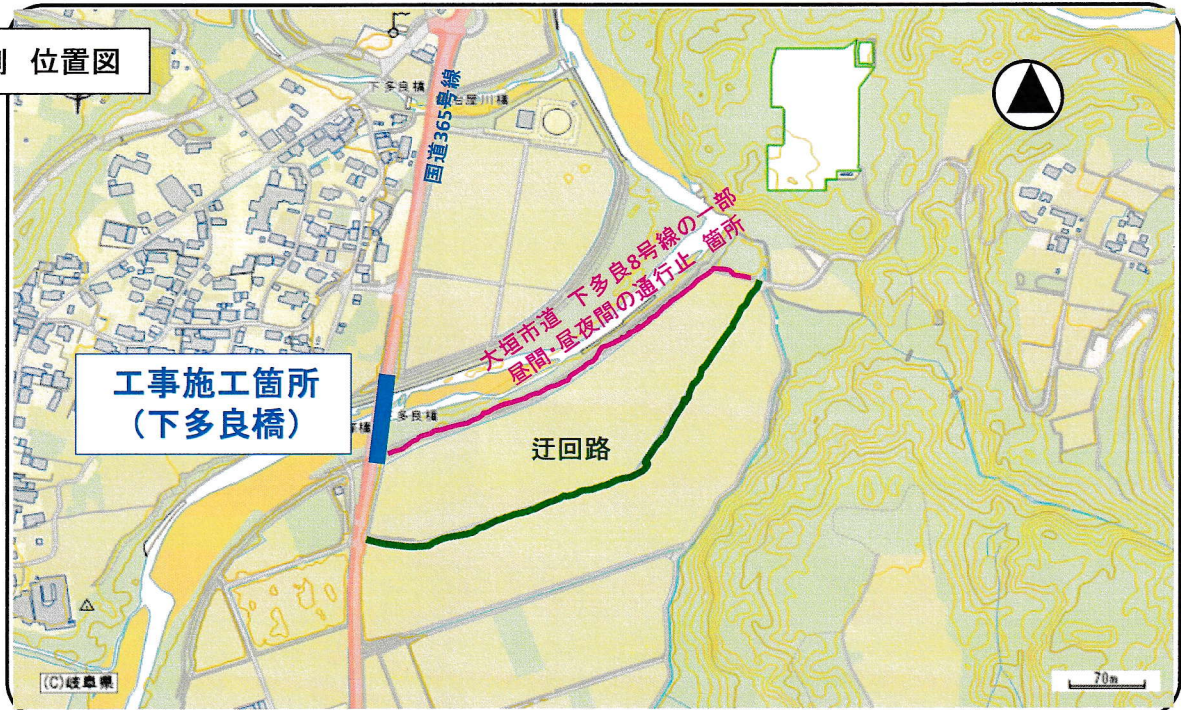 位置図
下多良橋
国道365号線
大垣市道 下多良8号線の一部
昼間・昼夜間の通行止 箇所
工事施工箇所
(下多良橋)
多良橋
迂回路
(C)岐阜県
70m